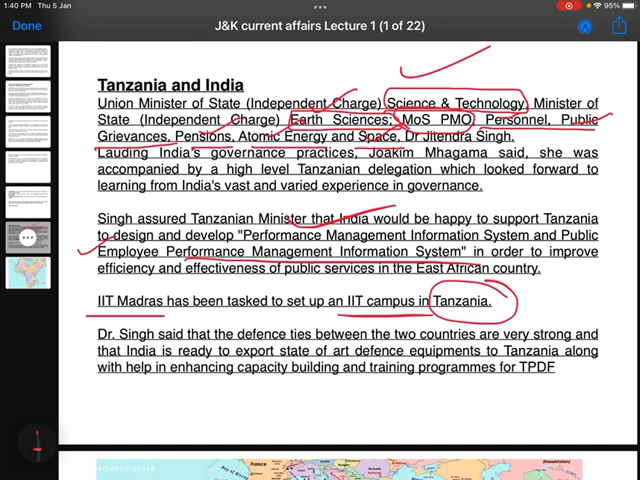 1:40 PM Thu 5 Jan
95%
Done
J&K current affairs Lecture 1 (1 of 22)
Tanzania and India
Union Minister of State (Independent Charge) Science & Technology, Minister of
State (Independent Charge) Earth Sciences; MoS PMO Personnel, Public
Grievances, Pensions, Atomic Energy and Space, Dr Jitendra Singh.
Lauding India's governance practices, Joakim Mhagama said, she was
accompanied by a high level Tanzanian delegation which looked forward to
learning from India's vast and varied experience in governance.
Singh assured Tanzanian Minister that India would be happy to support Tanzania
to design and develop "Performance Management Information System and Public
Employee Performance Management Information System" in order to improve
efficiency and effectiveness of public services in the East African country.
IIT Madras has been tasked to set up an IIT campus in Tanzania.
Dr. Singh said that the defence ties between the two countries are very strong and
that India is ready to export state of art defence equipments to Tanzania along
with help in enhancing capacity building and training programmes for TPDF
ATLANTIC OCEAN
France
(Kazakhstan)